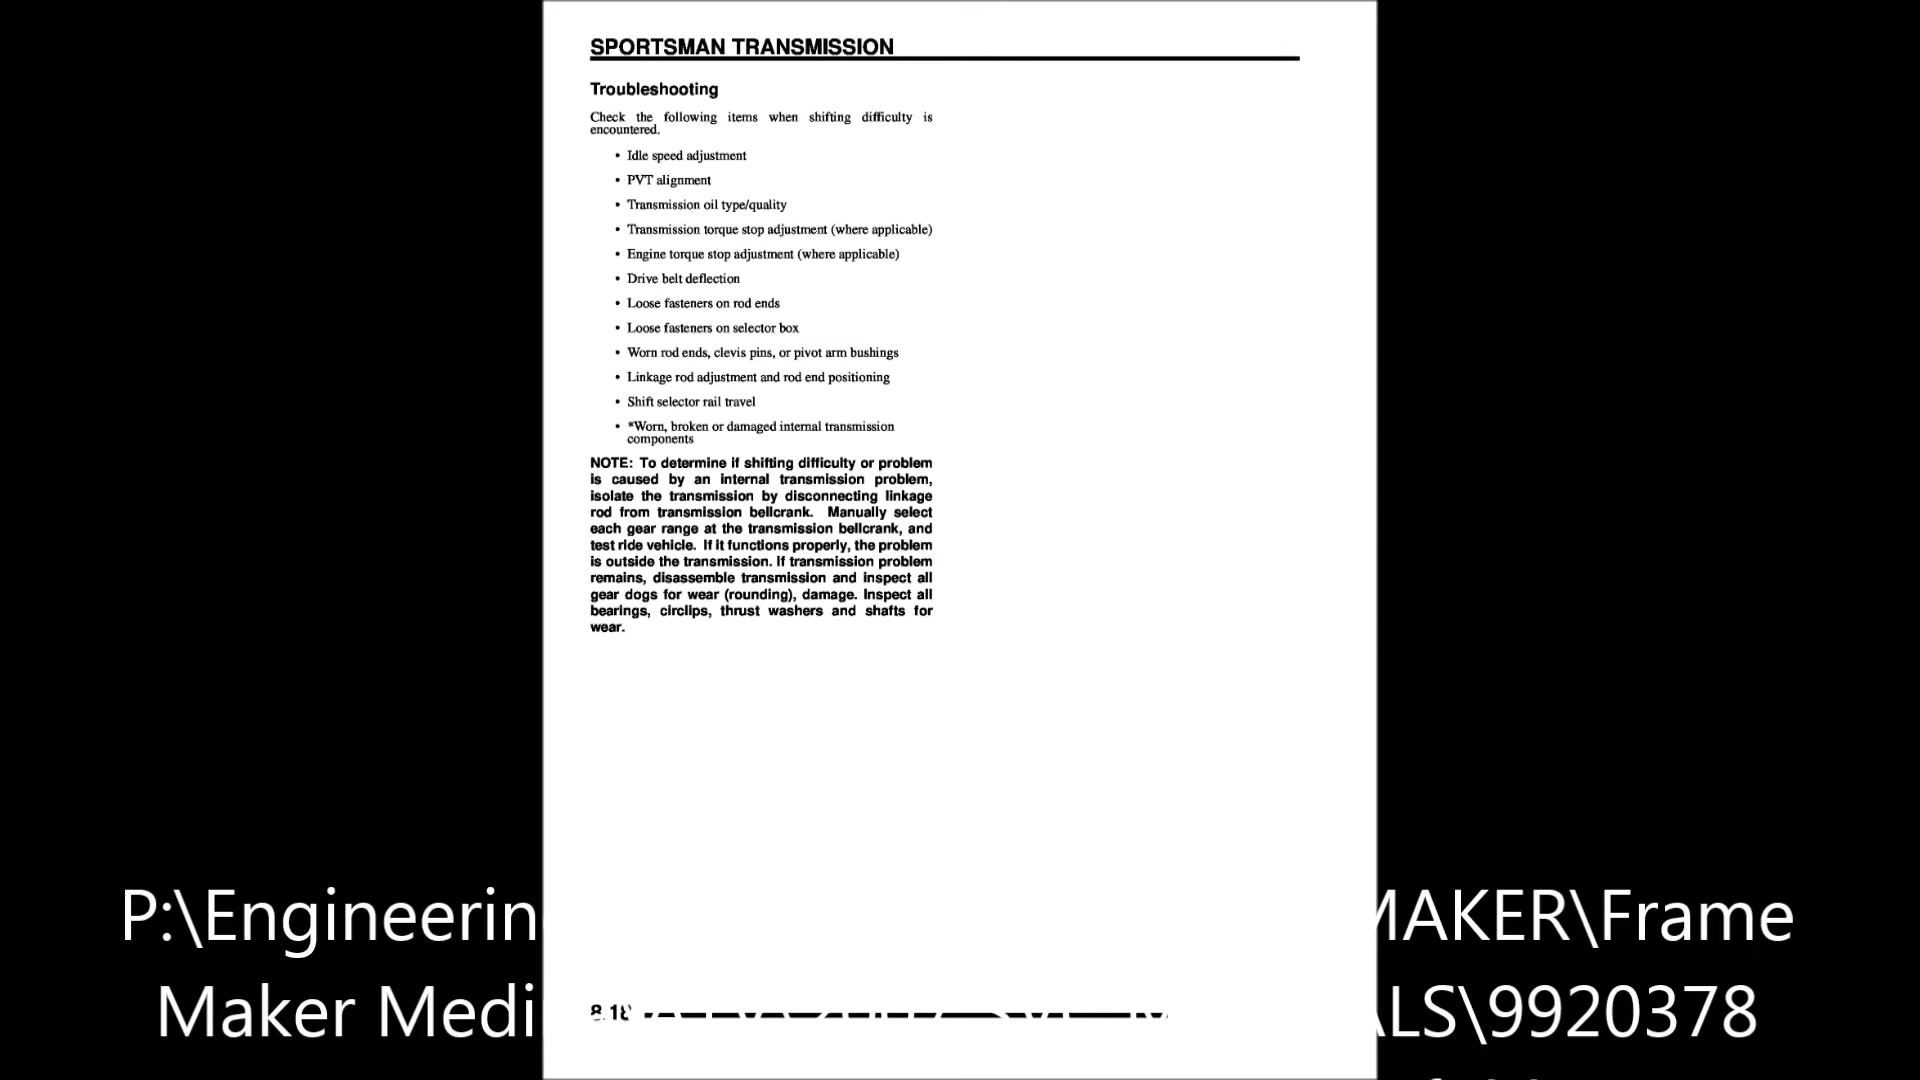 SPORTSMAN TRANSMISSION
Troubleshooting
Check the following items when shifting difficulty is
encountered.
• Idle speed adjustment
• PVT alignment
• Transmission oil type/quality
• Transmission torque stop adjustment (where applicable)
• Engine torque stop adjustment (where applicable)
• Drive belt deflection
• Loose fasteners on rod ends
• Loose fasteners on selector box
• Worn rod ends, clevis pins, or pivot arm bushings
• Linkage rod adjustment and rod end positioning
• Shift selector rail travel
• *Worn, broken or damaged internal transmission
components
NOTE: To determine if shifting difficulty or problem
is caused by an internal transmission problem,
isolate the transmission by disconnecting linkage
rod from transmission bellcrank. Manually select
each gear range at the transmission bellcrank, and
test ride vehicle. If it functions properly, the problem
is outside the transmission. If transmission problem
remains, disassemble transmission and inspect all
gear dogs for wear (rounding), damage. Inspect all
bearings, circlips, thrust washers and shafts for
wear.
P:\Engineerin MAKER\Frame
Maker Medi ALS\9920378
8.18